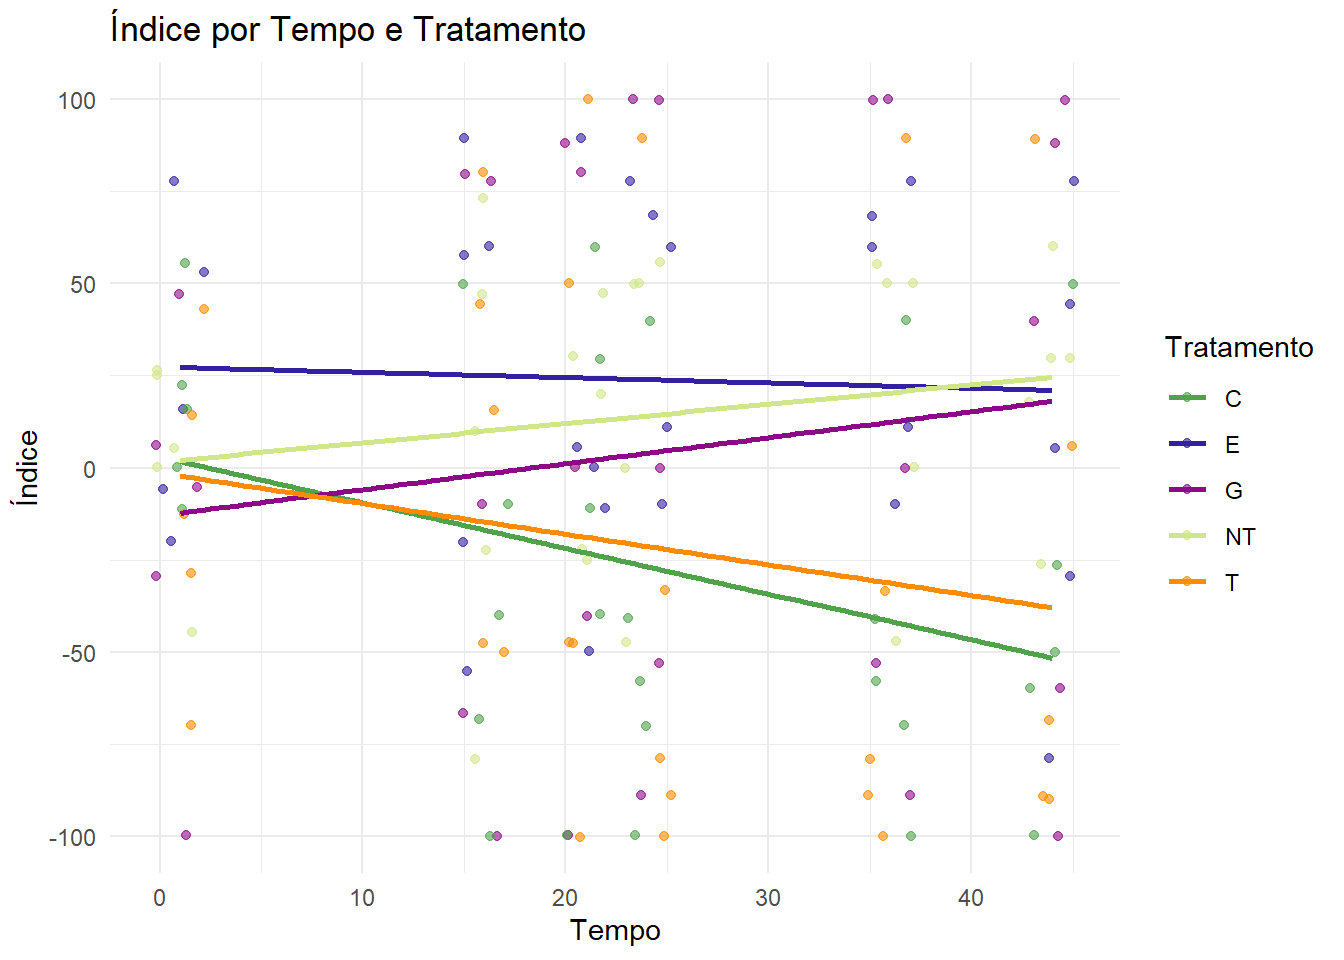 Índice por Tempo e Tratamento
Índice
100
50
0
-50
-100
0 10 20 30 40
Tempo
Tratamento
C
E
G
NT
T